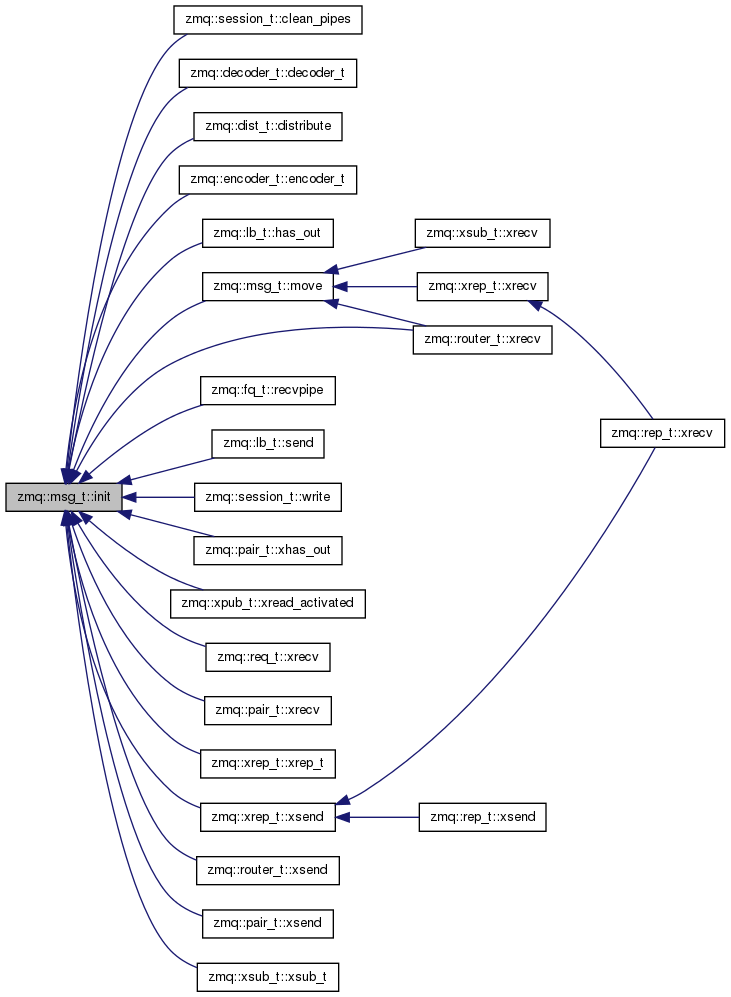 zmq::session_t::clean_pipes
zmq::decoder_t::decoder_t
zmq::dist_t::distribute
zmq::encoder_t::encoder_t
zmq::lb_t::has_out
zmq::xsub_t::xrecv
zmq::msg_t::move
zmq::xrep_t::xrecv
zmq::router_t::xrecv
zmq::fq_t::recvpipe
zmq::rep_t::xrecv
zmq::lb_t::send
zmq::msg_t::init
zmq::session_t::write
zmq::pair_t::xhas_out
zmq::xpub_t::xread_activated
zmq::req_t::xrecv
zmq::pair_t::xrecv
zmq::xrep_t::xrep_t
zmq::xrep_t::xsend
zmq::rep_t::xsend
zmq::router_t::xsend
zmq::pair_t::xsend
zmq::xsub_t::xsub_t